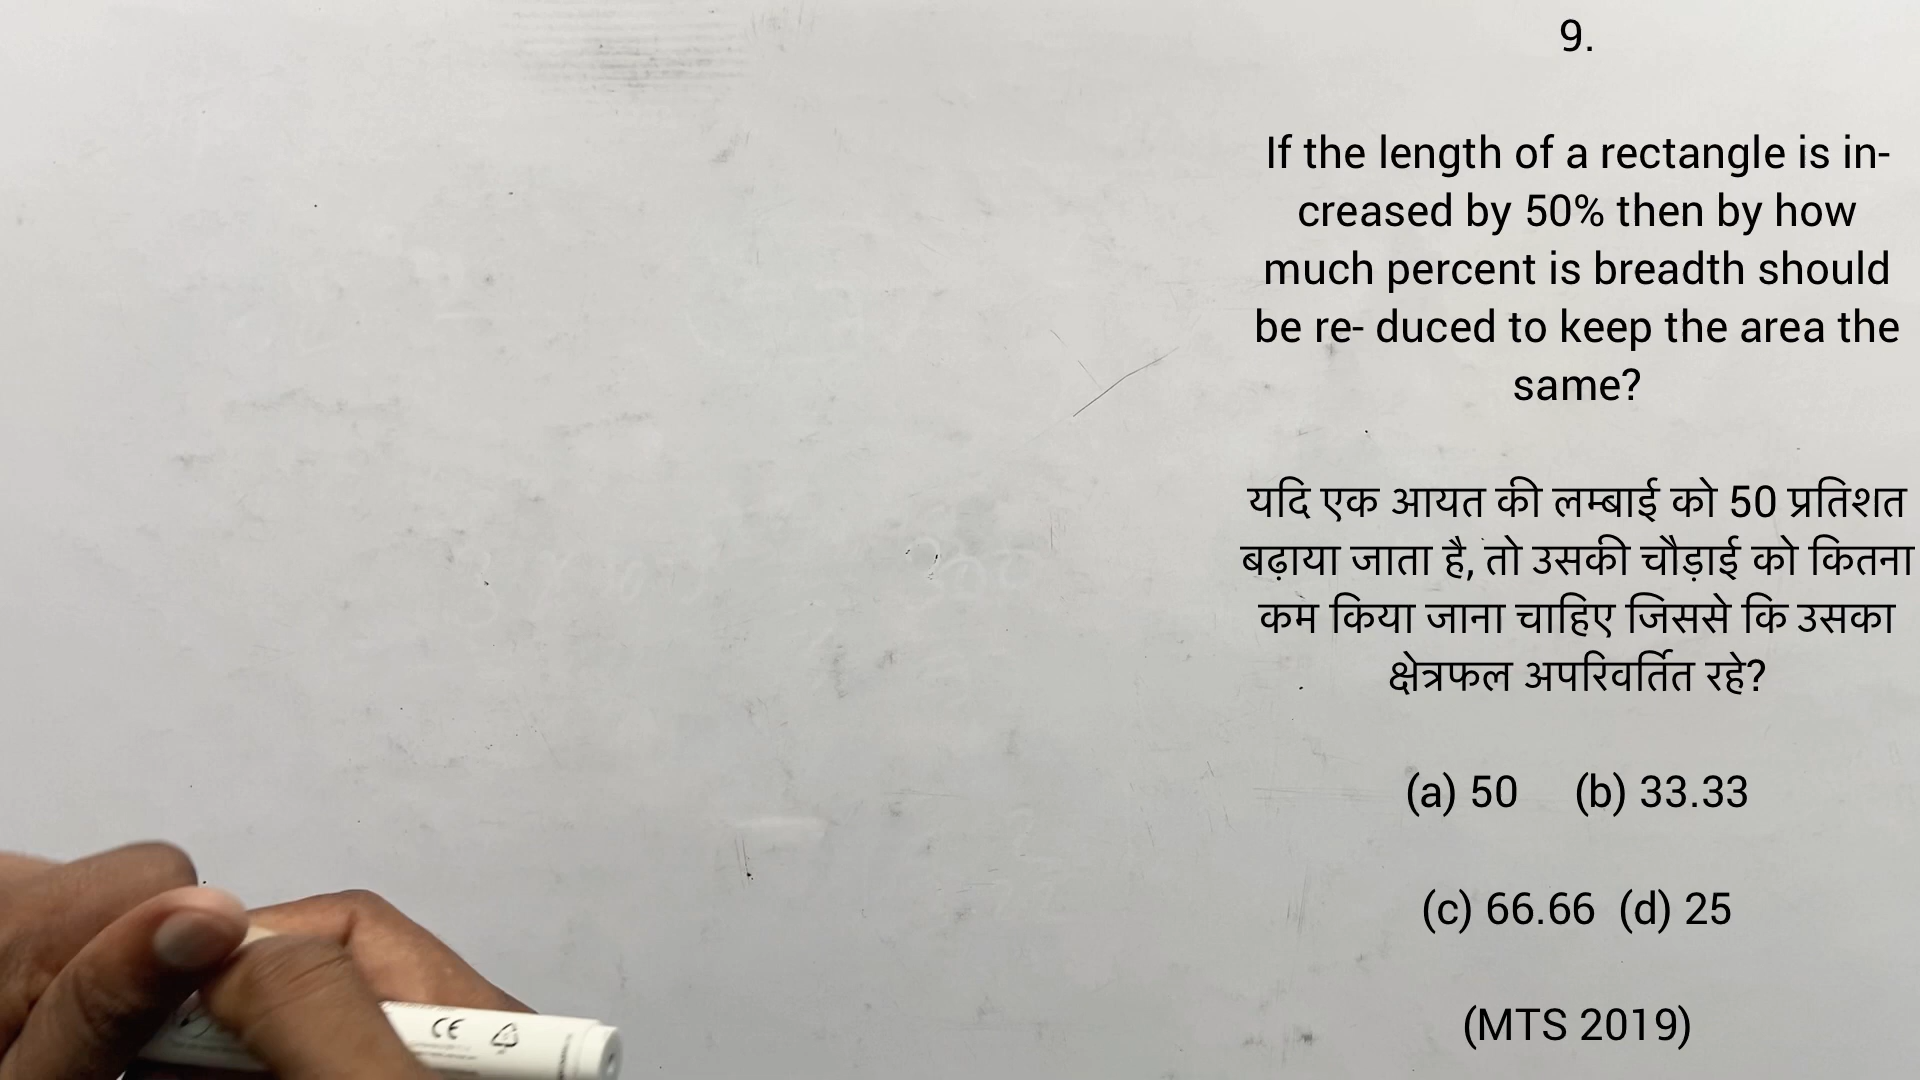 9.
If the length of a rectangle is in-
creased by 50% then by how
much percent is breadth should
be re- duced to keep the area the
same?
यदि एक आयत की लम्बाई को 50 प्रतिशत
बढ़ाया जाता है, तो उसकी चौड़ाई को कितना
कम किया जाना चाहिए जिससे कि उसका
क्षेत्रफल अपरिवर्तित रहे?
(a) 50 (b) 33.33
(c) 66.66 (d) 25
(MTS 2019)
CE